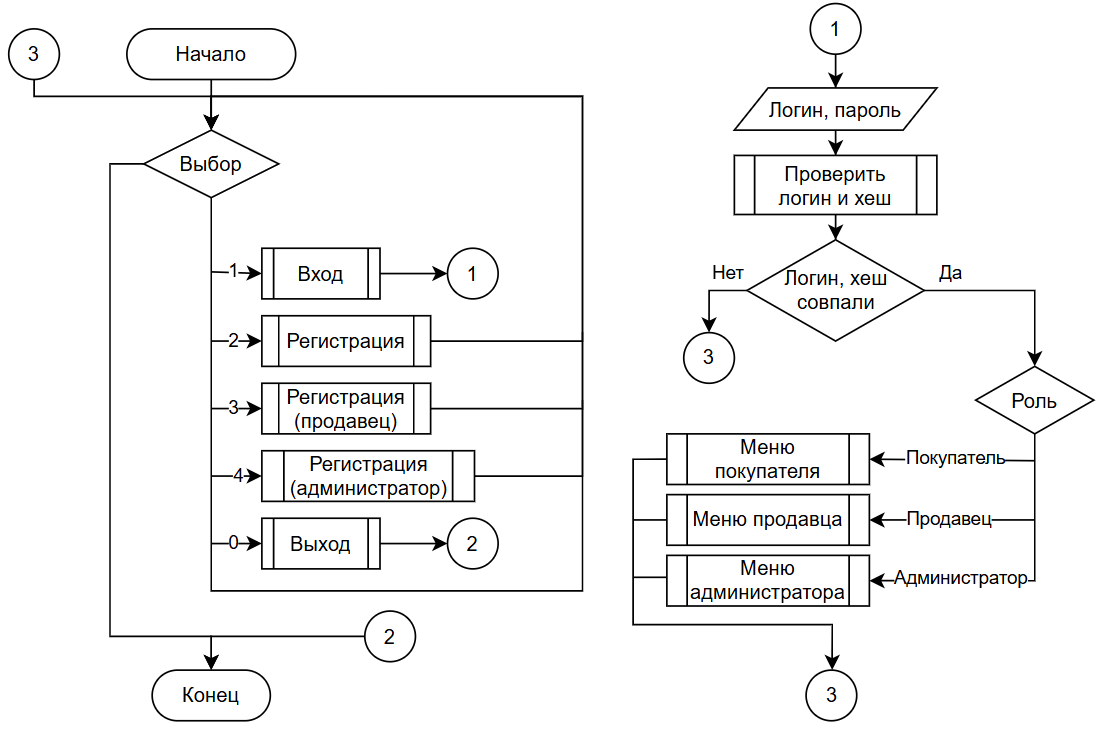 3
Начало
Выбор
1
Вход
1
2
Регистрация
3
Регистрация
(продавец)
4
Регистрация
(администратор)
0
Выход
2
2
Конец
1
Логин, пароль
Проверить
логин и хеш
Логин, хеш
совпали
Нет
Да
3
Роль
Меню
покупателя
Покупатель
Меню продавца
Продавец
Меню
администратора
Администратор
3